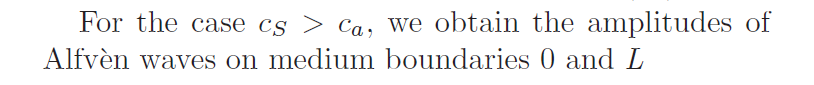 For the case c_S > c_a, we obtain the amplitudes of
Alfvèn waves on medium boundaries 0 and L